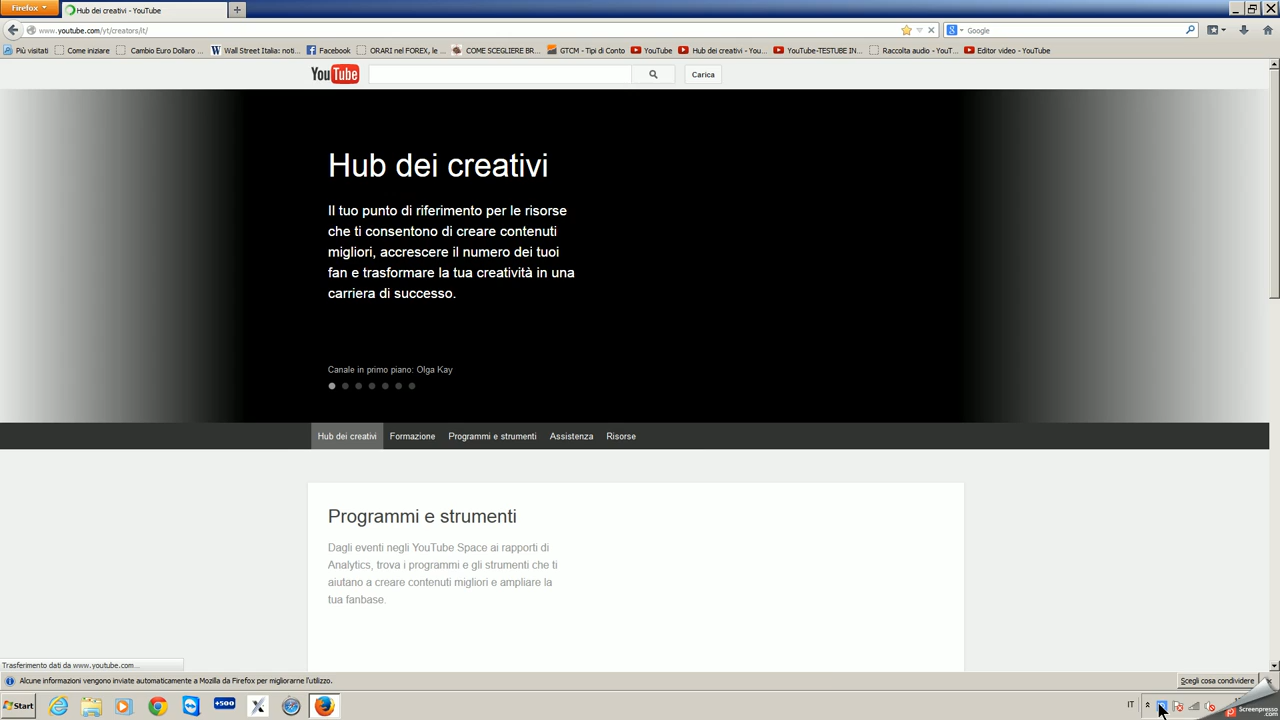 Firefox
Hub dei creativi - YouTube
www.youtube.com/yt/creators/it/
Google
Più visitati
Come iniziare
Cambio Euro Dollaro ...
Wall Street Italia: noti...
Facebook
ORARI nel FOREX, le ...
COME SCEGLIERE BR...
GTCM - Tipi di Conto
YouTube
Hub dei creativi - You...
YouTube-TESTUBE IN...
Raccolta audio - YouT...
Editor video - YouTube
YouTube
Carica
Hub dei creativi
Il tuo punto di riferimento per le risorse
che ti consentono di creare contenuti
migliori, accrescere il numero dei tuoi
fan e trasformare la tua creatività in una
carriera di successo.
Canale in primo piano: Olga Kay
Hub dei creativi
Formazione
Programmi e strumenti
Assistenza
Risorse
Programmi e strumenti
Dagli eventi negli YouTube Space ai rapporti di
Analytics, trova i programmi e gli strumenti che ti
aiutano a creare contenuti migliori e ampliare la
tua fanbase.
Trasferimento dati da www.youtube.com...
Alcune informazioni vengono inviate automaticamente a Mozilla da Firefox per migliorarne l'utilizzo.
Scegli cosa condividere
Start
+500
IT
Screenpresso
.com